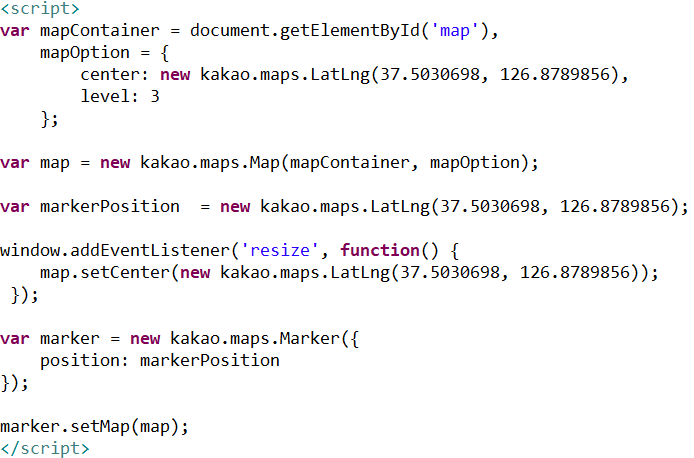 <script>
var mapContainer = document.getElementById('map'),
    mapOption = {
        center: new kakao.maps.LatLng(37.5030698, 126.8789856),
        level: 3
    };

var map = new kakao.maps.Map(mapContainer, mapOption);

var markerPosition  = new kakao.maps.LatLng(37.5030698, 126.8789856);

window.addEventListener('resize', function() {
    map.setCenter(new kakao.maps.LatLng(37.5030698, 126.8789856));
 });

var marker = new kakao.maps.Marker({
    position: markerPosition
});

marker.setMap(map);
</script>